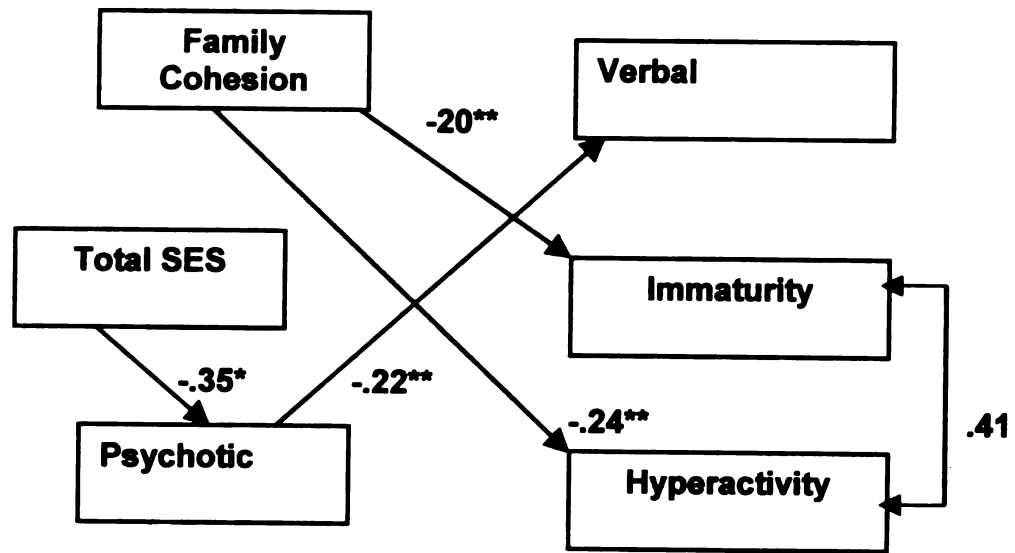 Family
Cohesion
Verbal
-20**
Total SES
Immaturity
-.35*
-.22**
-.24**
.41
Psychotic
Hyperactivity